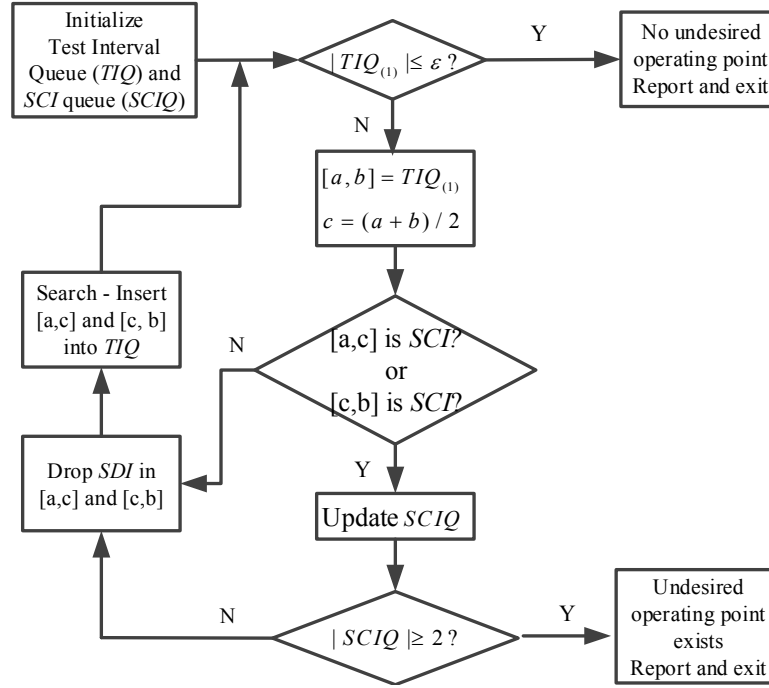 Initialize
Test Interval
Queue (TIQ) and
SCI queue (SCIQ)
| TIQ(1) | ≤ ε ?
Y
No undesired
operating point
Report and exit
N
[a, b] = TIQ(1)
c = (a + b) / 2
Search - Insert
[a,c] and [c, b]
into TIQ
N
[a,c] is SCI?
or
[c,b] is SCI?
Drop SDI in
[a,c] and [c,b]
Y
Update SCIQ
N
| SCIQ | ≥ 2 ?
Y
Undesired
operating point
exists
Report and exit